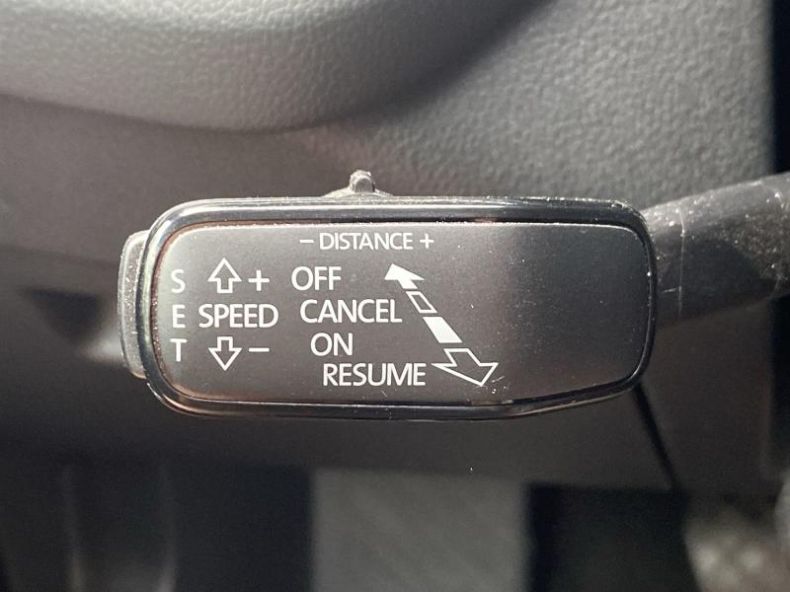 − DISTANCE +
S + OFF
E SPEED CANCEL
T − ON
RESUME